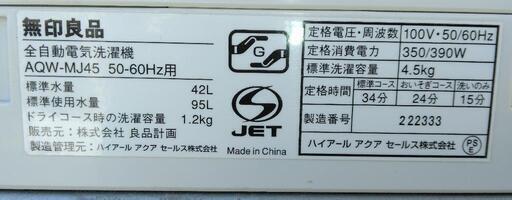 無印良品
全自動電気洗濯機
AQW-MJ45 50-60Hz用
標準水量 42L
標準使用水量 95L
ドライコース時の洗濯容量 1.2kg
販売元：株式会社 良品計画
製造管理元：ハイアール アクア セールス株式会社
G
S
JET
Made in China
定格電圧・周波数 100V・50/60Hz
定格消費電力 350/390W
標準洗濯容量 4.5kg
定格時間 標準コース おいそぎコース 洗いのみ
34分 24分 15分
製造番号 222333
ハイアール アクア セールス株式会社
PS
E